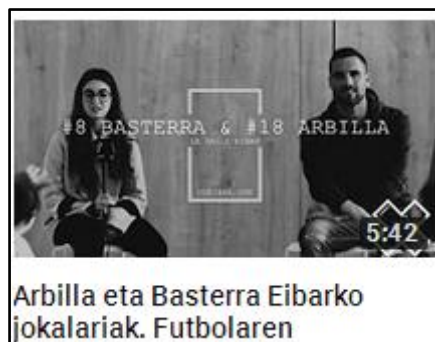 #8 BASTERRA & #18 ARBILLA
5:42
Arbilla eta Basterra Eibarko
jokalariak. Futbolaren